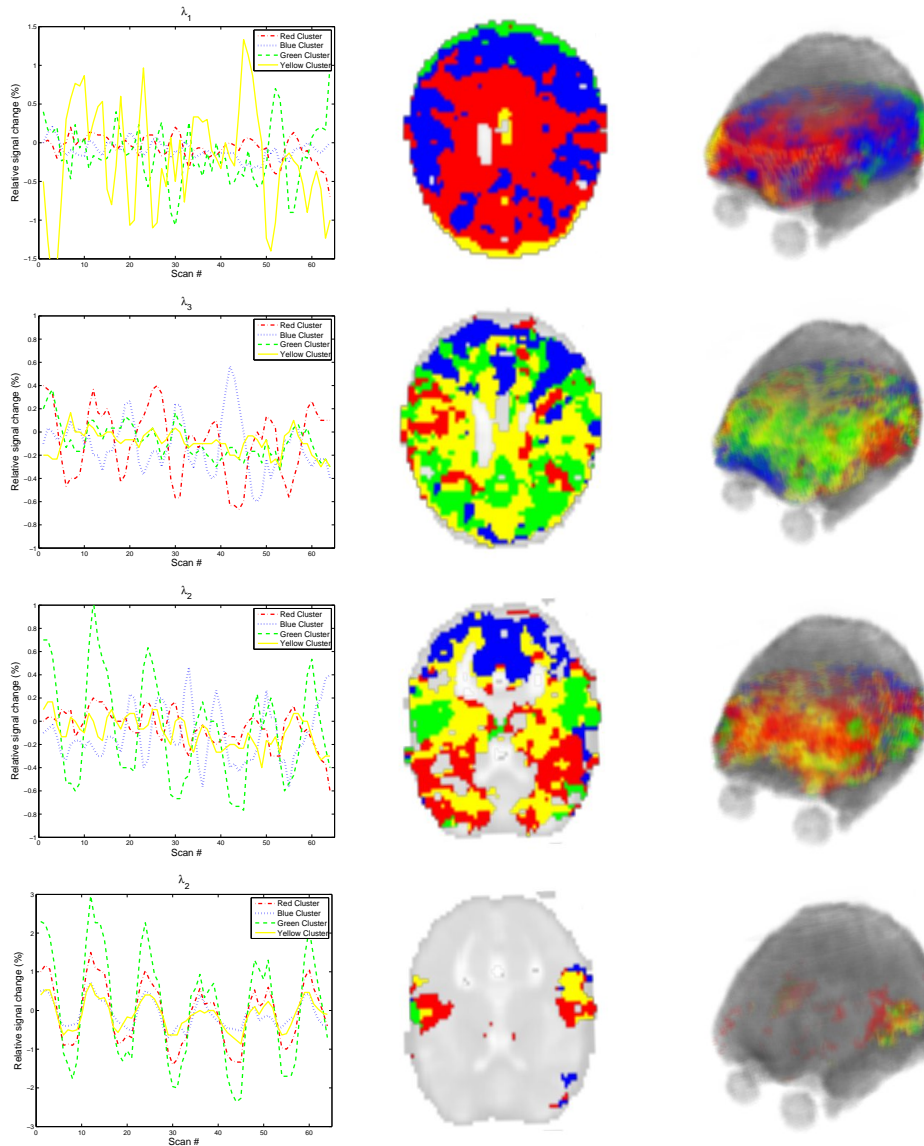 λ1
Relative signal change (%)
1.5
1
0.5
0
−0.5
−1
−1.5
0 10 20 30 40 50 60
Scan #
Red Cluster
Blue Cluster
Green Cluster
Yellow Cluster
λ3
Relative signal change (%)
1
0.8
0.6
0.4
0.2
0
−0.2
−0.4
−0.6
−0.8
−1
0 10 20 30 40 50 60
Scan #
Red Cluster
Blue Cluster
Green Cluster
Yellow Cluster
λ2
Relative signal change (%)
1
0.8
0.6
0.4
0.2
0
−0.2
−0.4
−0.6
−0.8
−1
0 10 20 30 40 50 60
Scan #
Red Cluster
Blue Cluster
Green Cluster
Yellow Cluster
λ2
Relative signal change (%)
3
2
1
0
−1
−2
−3
0 10 20 30 40 50 60
Scan #
Red Cluster
Blue Cluster
Green Cluster
Yellow Cluster